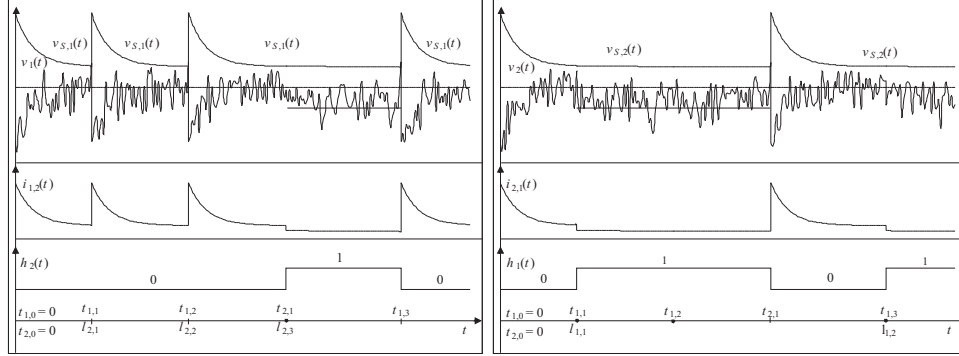 v_{S,1}(t) v_{S,1}(t) v_{S,1}(t) v_{S,1}(t)
v_1(t)
i_{1,2}(t)
h_2(t) 1
0 0
t_{1,0}= 0 t_{1,1} t_{1,2} t_{2,1} t_{1,3}
t_{2,0}= 0 l_{2,1} l_{2,2} l_{2,3} t
v_{S,2}(t) v_{S,2}(t)
v_2(t)
i_{2,1}(t)
h_1(t) 1 1
0 0
t_{1,0}= 0 t_{1,1} t_{1,2} t_{2,1} t_{1,3}
t_{2,0}= 0 l_{1,1} l_{1,2} t